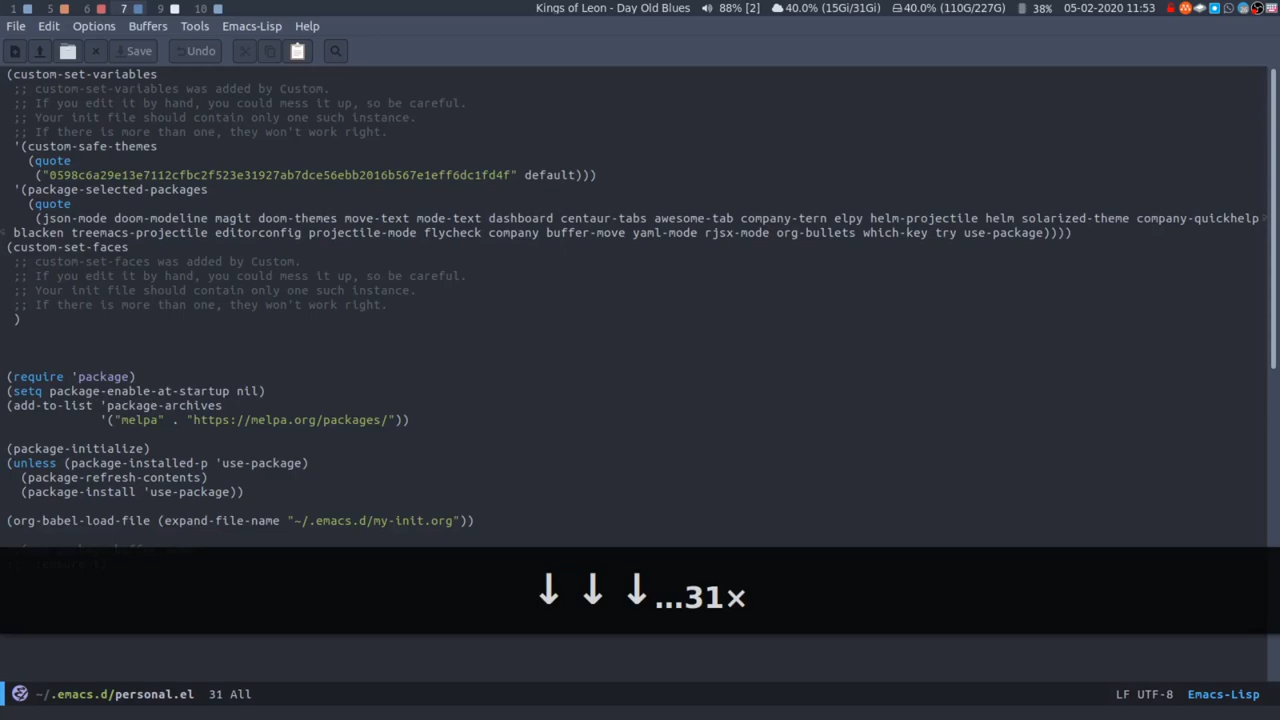 1 5 6 7 9 10 Kings of Leon - Day Old Blues 88% [2] 40.0% (15Gi/31Gi) 40.0% (110G/227G) 38% 05-02-2020 11:53
File Edit Options Buffers Tools Emacs-Lisp Help
Save Undo
(custom-set-variables
;; custom-set-variables was added by Custom.
;; If you edit it by hand, you could mess it up, so be careful.
;; Your init file should contain only one such instance.
;; If there is more than one, they won't work right.
'(custom-safe-themes
(quote
("0598c6a29e13e7112cfbc2f523e31927ab7dce56ebb2016b567e1eff6dc1fd4f" default)))
'(package-selected-packages
(quote
(json-mode doom-modeline magit doom-themes move-text mode-text dashboard centaur-tabs awesome-tab company-tern elpy helm-projectile helm solarized-theme company-quickhelp
blacken treemacs-projectile editorconfig projectile-mode flycheck company buffer-move yaml-mode rjsx-mode org-bullets which-key try use-package))))
(custom-set-faces
;; custom-set-faces was added by Custom.
;; If you edit it by hand, you could mess it up, so be careful.
;; Your init file should contain only one such instance.
;; If there is more than one, they won't work right.
)
(require 'package)
(setq package-enable-at-startup nil)
(add-to-list 'package-archives
'("melpa" . "https://melpa.org/packages/"))
(package-initialize)
(unless (package-installed-p 'use-package)
(package-refresh-contents)
(package-install 'use-package))
(org-babel-load-file (expand-file-name "~/.emacs.d/my-init.org"))
↓ ↓ ↓...31×
~/.emacs.d/personal.el 31 All LF UTF-8 Emacs-Lisp